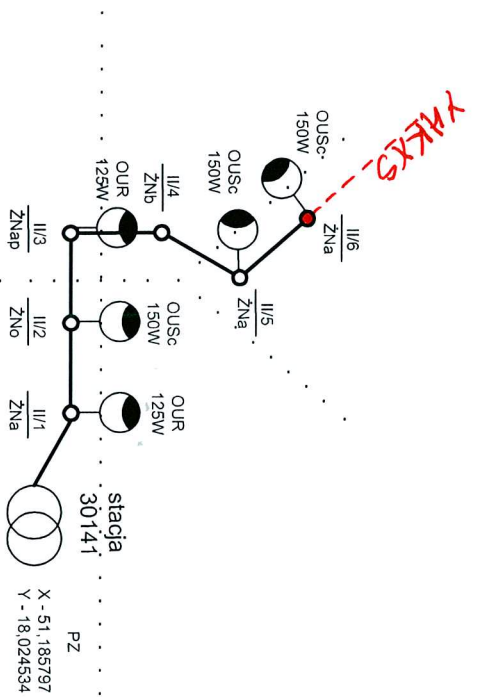 YAKXS
OUSc
150W
II/6
ŻNa
OUSc
150W
II/5
ŻNa
II/4
ŻNb
OUR
125W
II/3
ŻNap
OUSc
150W
II/2
ŻNo
OUR
125W
II/1
ŻNa
stacja
30141
PZ
X - 51,185797
Y - 18,024534